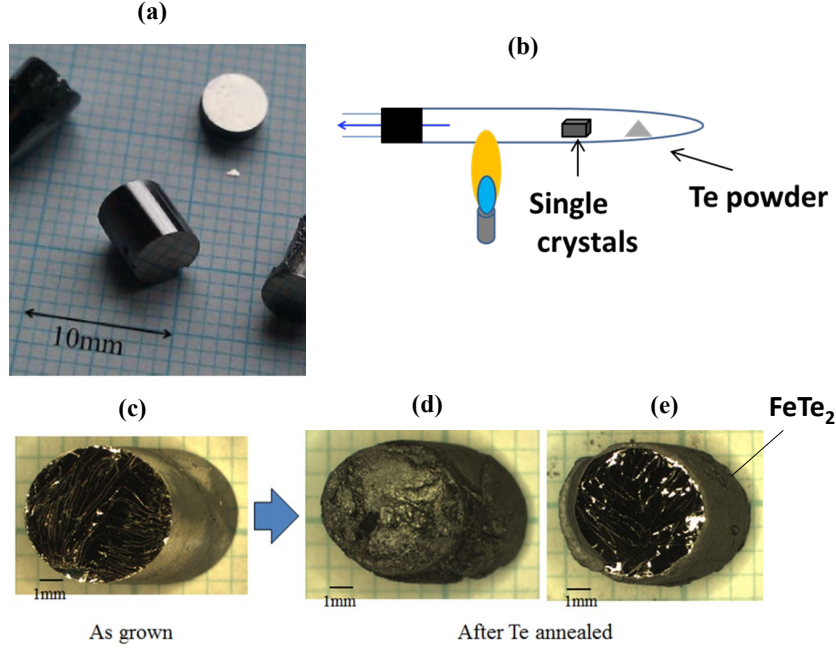 (a)
(b)
10mm
Single
crystals
Te powder
(c)
(d)
(e)
FeTe₂
1mm
1mm
1mm
As grown
After Te annealed